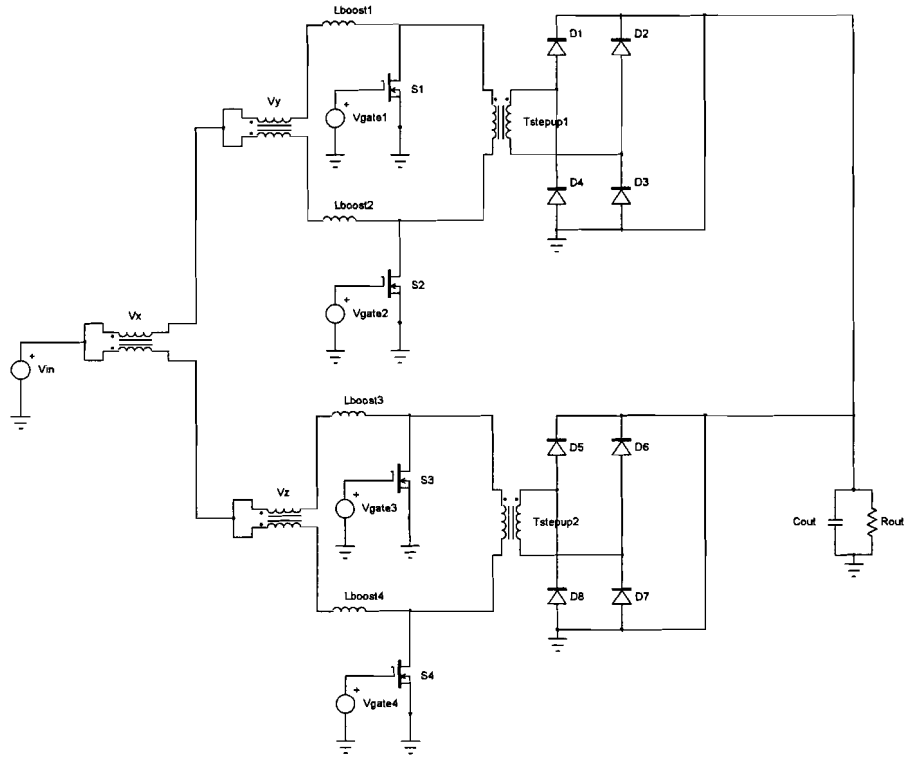 Lboost1
D1
D2
S1
Vy
Vgate1
Tstepup1
Lboost2
D4
D3
S2
Vgate2
Vx
Vin
Lboost3
D5
D6
S3
Vz
Vgate3
Tstepup2
Cout
Rout
Lboost4
D8
D7
S4
Vgate4